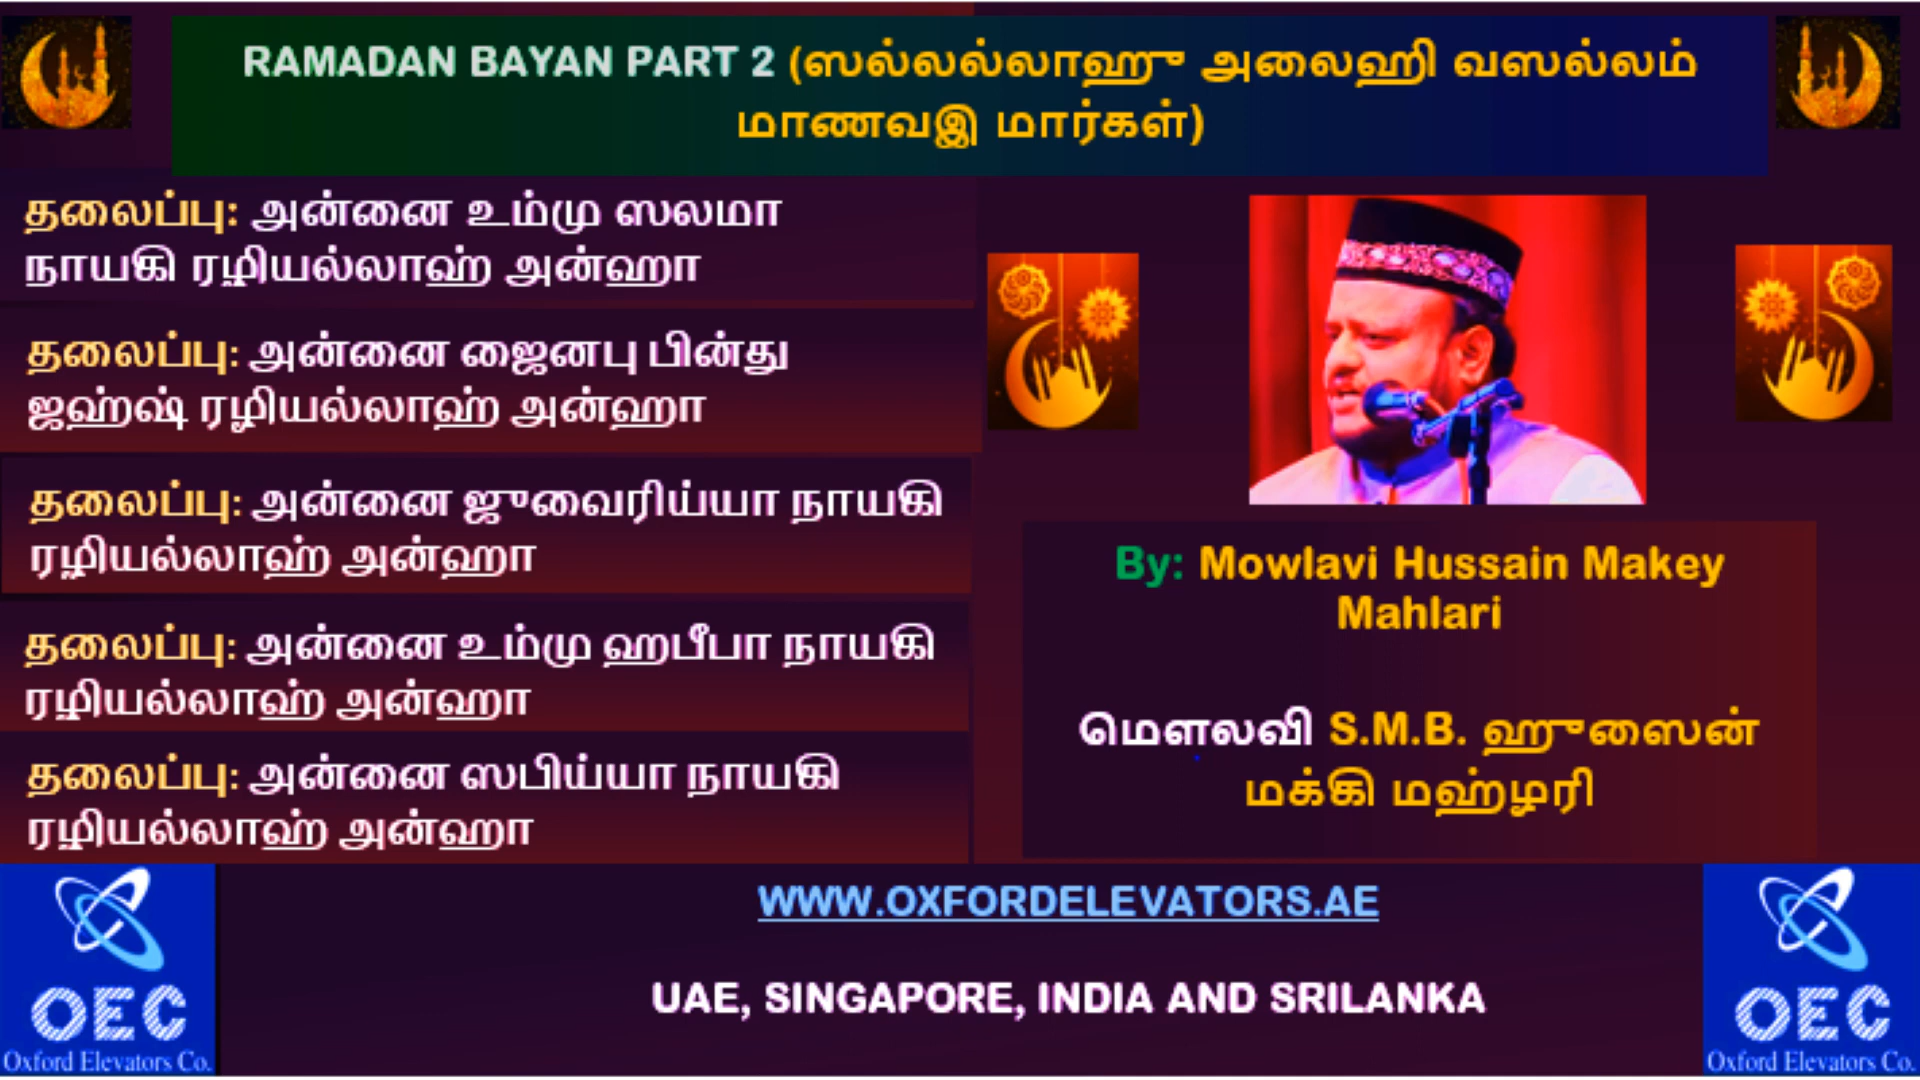 RAMADAN BAYAN PART 2 (ஸல்லல்லாஹு அலைஹி வஸல்லம்
மாணவஇ மார்கள்)
தலைப்பு: அன்னை உம்மு ஸலமா
நாயகி ரழியல்லாஹ் அன்ஹா
தலைப்பு: அன்னை ஜைனபு பின்து
ஜஹ்ஷ் ரழியல்லாஹ் அன்ஹா
தலைப்பு: அன்னை ஜுவைரிய்யா நாயகி
ரழியல்லாஹ் அன்ஹா
தலைப்பு: அன்னை உம்மு ஹபீபா நாயகி
ரழியல்லாஹ் அன்ஹா
தலைப்பு: அன்னை ஸபிய்யா நாயகி
ரழியல்லாஹ் அன்ஹா
By: Mowlavi Hussain Makey
Mahlari
மௌலவி S.M.B. ஹுஸைன்
மக்கி மஹ்ழரி
WWW.OXFORDELEVATORS.AE
UAE, SINGAPORE, INDIA AND SRILANKA
OEC
Oxford Elevators Co.
OEC
Oxford Elevators Co.